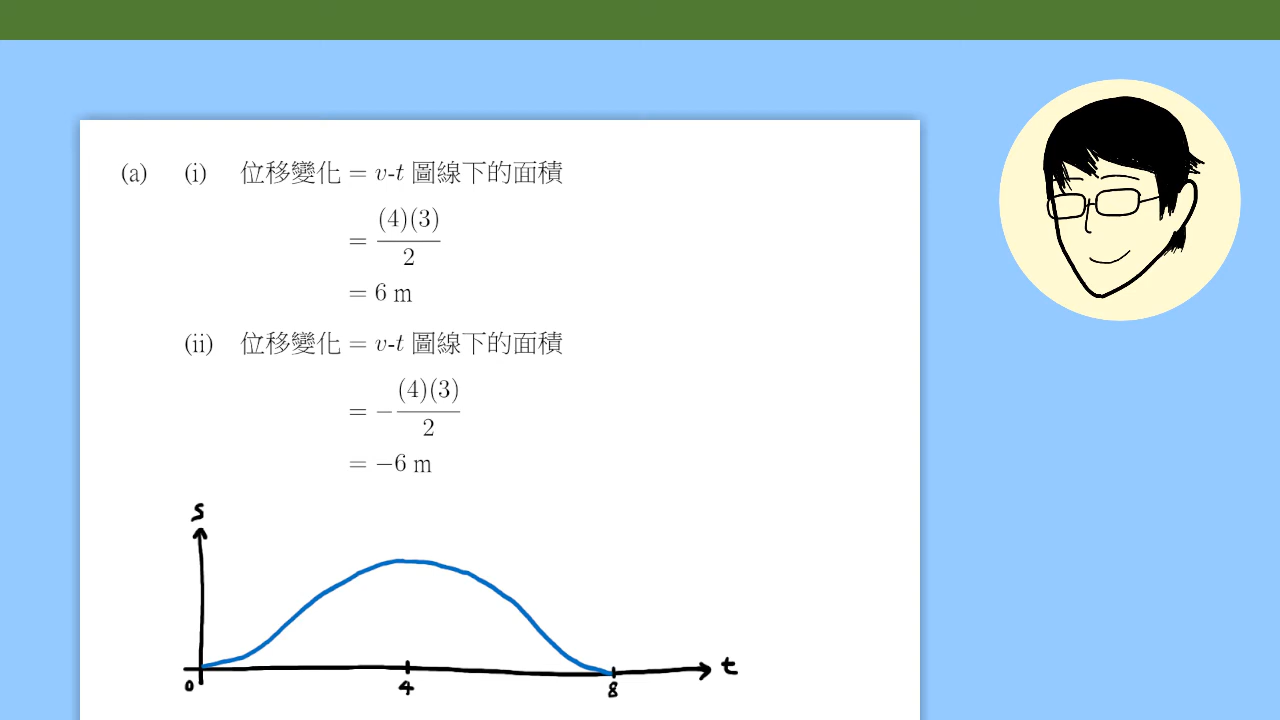 (a) (i) 位移變化 = v-t 圖線下的面積
= (4)(3)/2
= 6 m
(ii) 位移變化 = v-t 圖線下的面積
= −(4)(3)/2
= −6 m
s
t
0 4 8